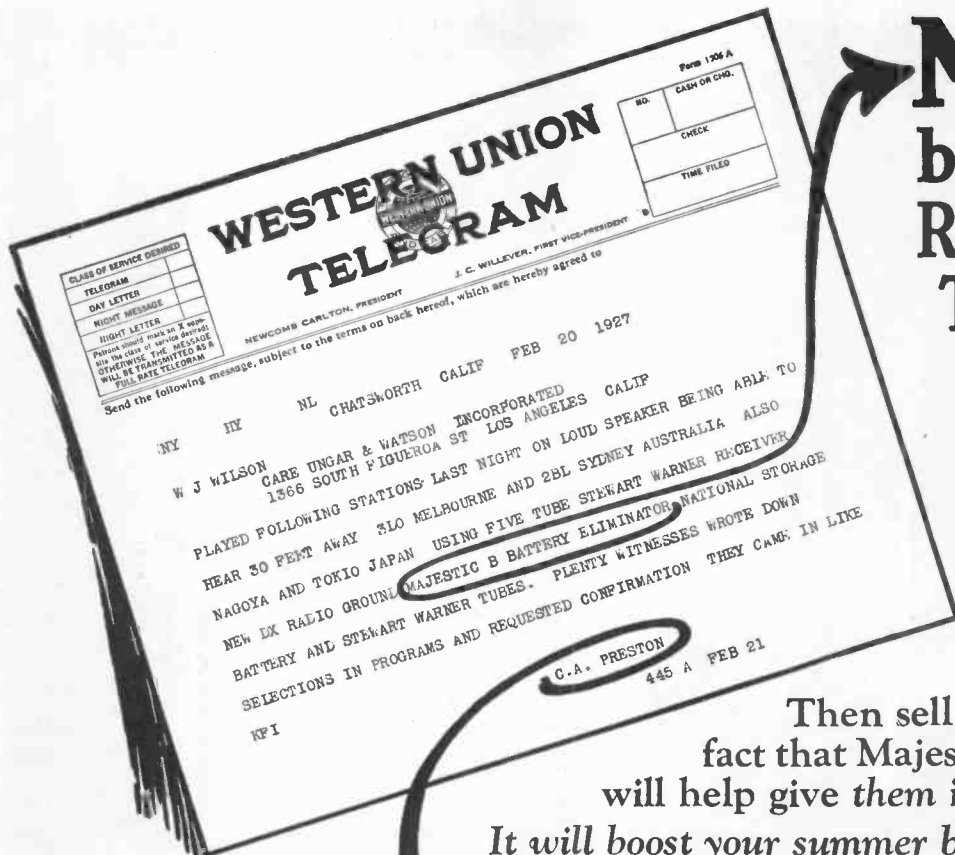 Form 1206 A
WESTERN UNION
TELEGRAM
WESTERN UNION
NO.
CASH OR CHG.
CHECK
TIME FILED
CLASS OF SERVICE DESIRED
TELEGRAM
DAY LETTER
NIGHT MESSAGE
NIGHT LETTER
Patrons should mark an X oppo-
site the class of service desired:
OTHERWISE THE MESSAGE
WILL BE TRANSMITTED AS A
FULL RATE TELEGRAM
NEWCOMB CARLTON, PRESIDENT
J. C. WILLEVER, FIRST VICE-PRESIDENT
Send the following message, subject to the terms on back hereof, which are hereby agreed to
NY HY NL CHATSWORTH CALIF FEB 20 1927
W J WILSON
CARE UNGAR & WATSON INCORPORATED
1366 SOUTH FIGUEROA ST LOS ANGELES CALIF
PLAYED FOLLOWING STATIONS LAST NIGHT ON LOUD SPEAKER BEING ABLE TO
HEAR 30 FEET AWAY 3LO MELBOURNE AND 2BL SYDNEY AUSTRALIA ALSO
NAGOYA AND TOKIO JAPAN USING FIVE TUBE STEWART WARNER RECEIVER
NEW DX RADIO GROUND MAJESTIC B BATTERY ELIMINATOR NATIONAL STORAGE
BATTERY AND STEWART WARNER TUBES. PLENTY WITNESSES WROTE DOWN
SELECTIONS IN PROGRAMS AND REQUESTED CONFIRMATION THEY CAME IN LIKE
KFI
C.A. PRESTON
445 A FEB 21
Then sell
fact that Majes
will help give them i
It will boost your summer b